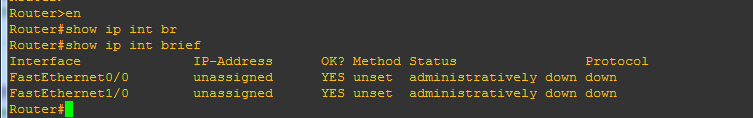 Router>en
Router#show ip int br
Router#show ip int brief
Interface IP-Address OK? Method Status Protocol
FastEthernet0/0 unassigned YES unset administratively down down
FastEthernet1/0 unassigned YES unset administratively down down
Router#